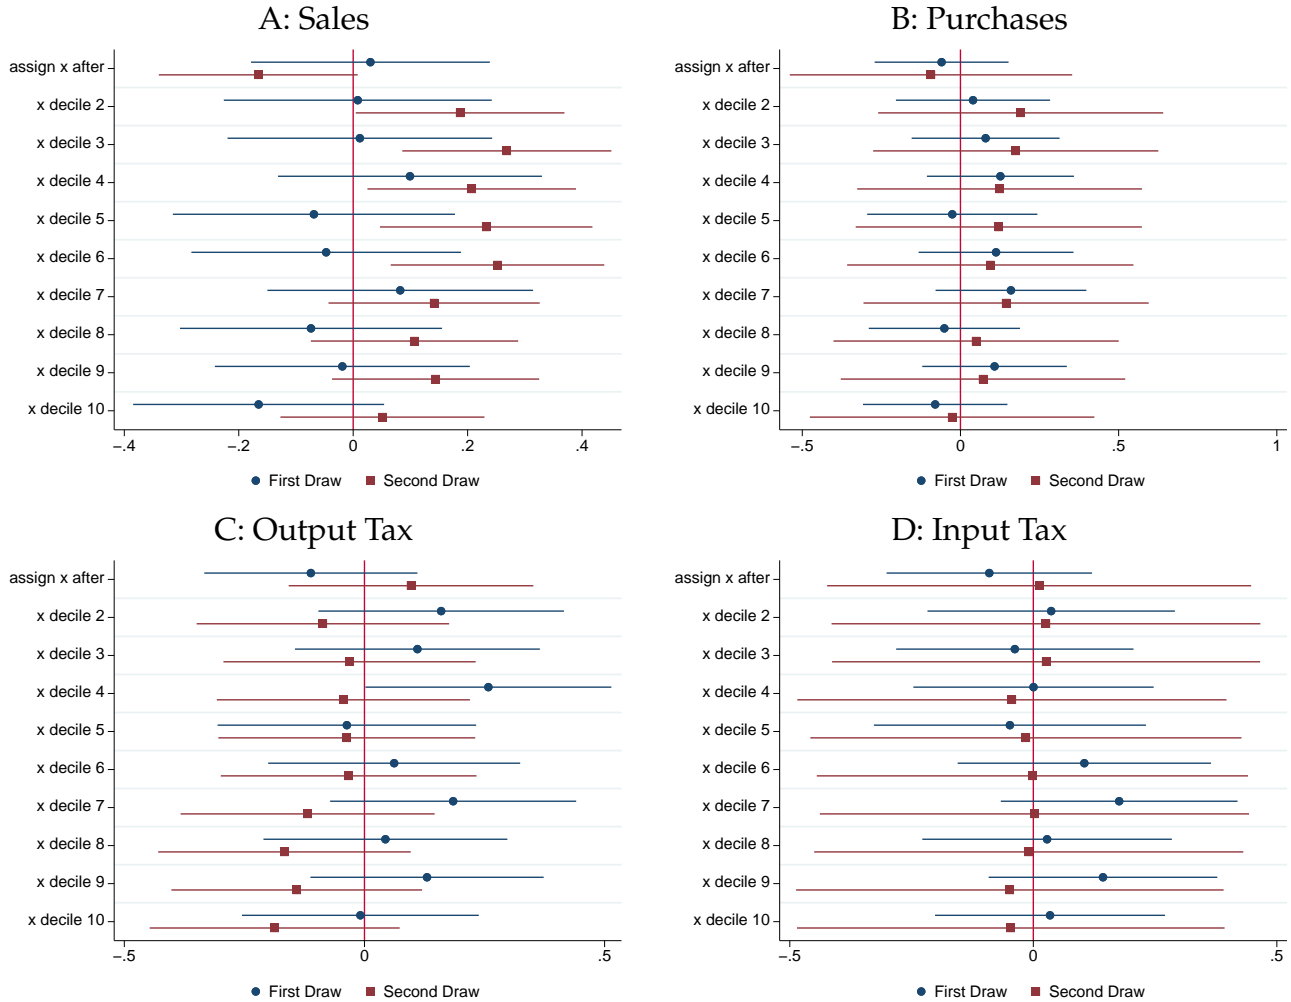 A: Sales
assign x after
x decile 2
x decile 3
x decile 4
x decile 5
x decile 6
x decile 7
x decile 8
x decile 9
x decile 10
−.4 −.2 0 .2 .4
First Draw Second Draw
B: Purchases
assign x after
x decile 2
x decile 3
x decile 4
x decile 5
x decile 6
x decile 7
x decile 8
x decile 9
x decile 10
−.5 0 .5 1
First Draw Second Draw
C: Output Tax
assign x after
x decile 2
x decile 3
x decile 4
x decile 5
x decile 6
x decile 7
x decile 8
x decile 9
x decile 10
−.5 0 .5
First Draw Second Draw
D: Input Tax
assign x after
x decile 2
x decile 3
x decile 4
x decile 5
x decile 6
x decile 7
x decile 8
x decile 9
x decile 10
−.5 0 .5
First Draw Second Draw